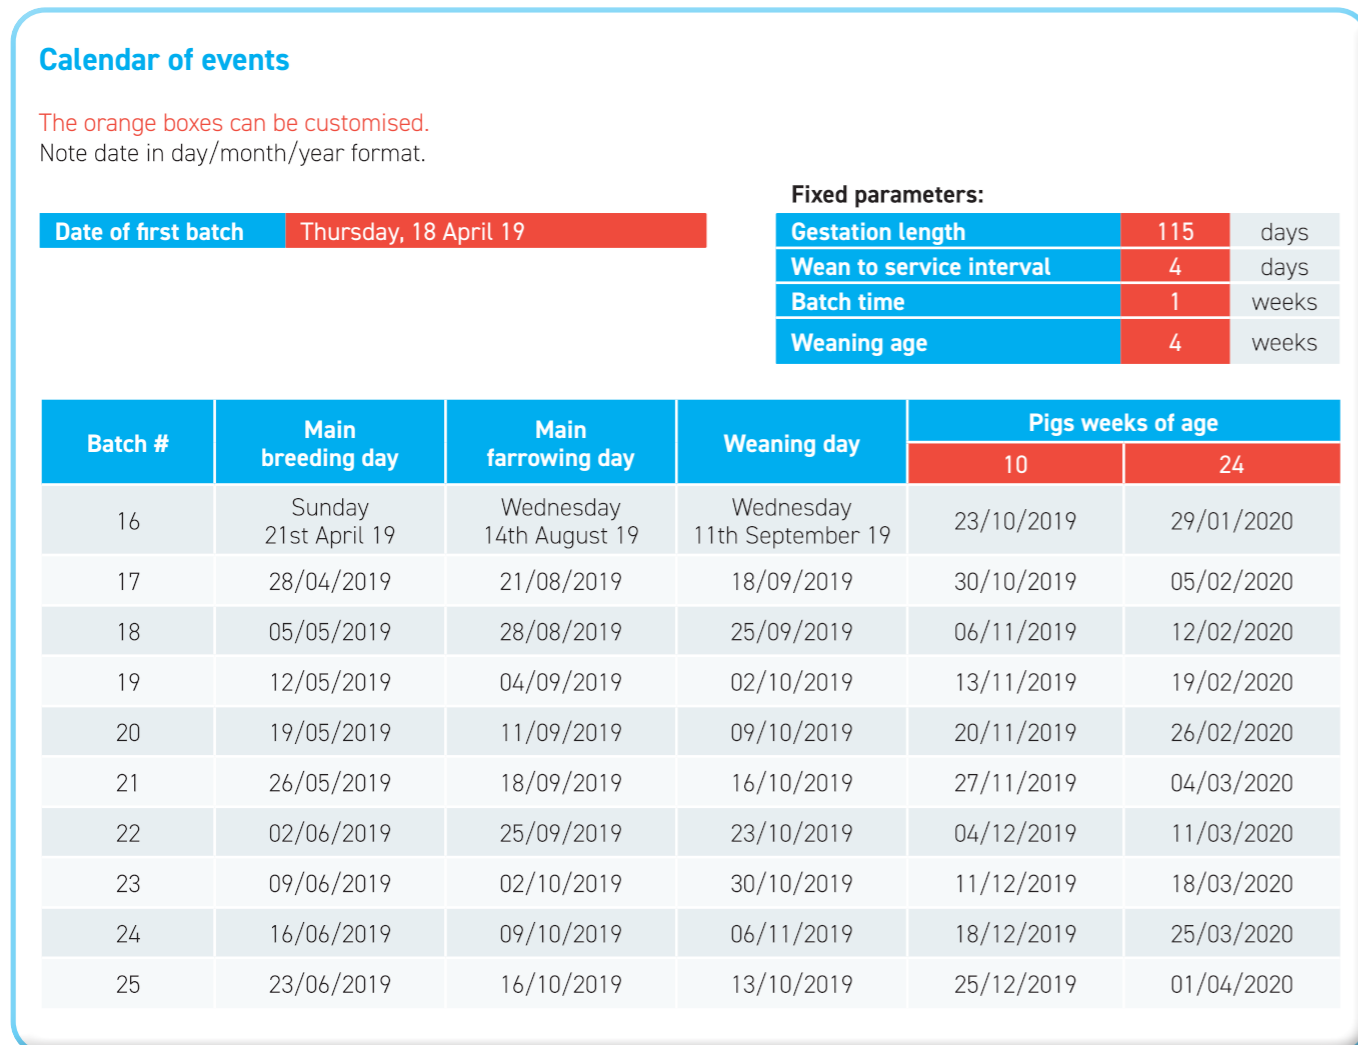 Calendar of events
The orange boxes can be customised.
Note date in day/month/year format.
Date of first batch Thursday, 18 April 19
Fixed parameters:
Gestation length 115 days
Wean to service interval 4 days
Batch time 1 weeks
Weaning age 4 weeks
Batch # Main breeding day Main farrowing day Weaning day Pigs weeks of age
10 24
16 Sunday 21st April 19 Wednesday 14th August 19 Wednesday 11th September 19 23/10/2019 29/01/2020
17 28/04/2019 21/08/2019 18/09/2019 30/10/2019 05/02/2020
18 05/05/2019 28/08/2019 25/09/2019 06/11/2019 12/02/2020
19 12/05/2019 04/09/2019 02/10/2019 13/11/2019 19/02/2020
20 19/05/2019 11/09/2019 09/10/2019 20/11/2019 26/02/2020
21 26/05/2019 18/09/2019 16/10/2019 27/11/2019 04/03/2020
22 02/06/2019 25/09/2019 23/10/2019 04/12/2019 11/03/2020
23 09/06/2019 02/10/2019 30/10/2019 11/12/2019 18/03/2020
24 16/06/2019 09/10/2019 06/11/2019 18/12/2019 25/03/2020
25 23/06/2019 16/10/2019 13/10/2019 25/12/2019 01/04/2020